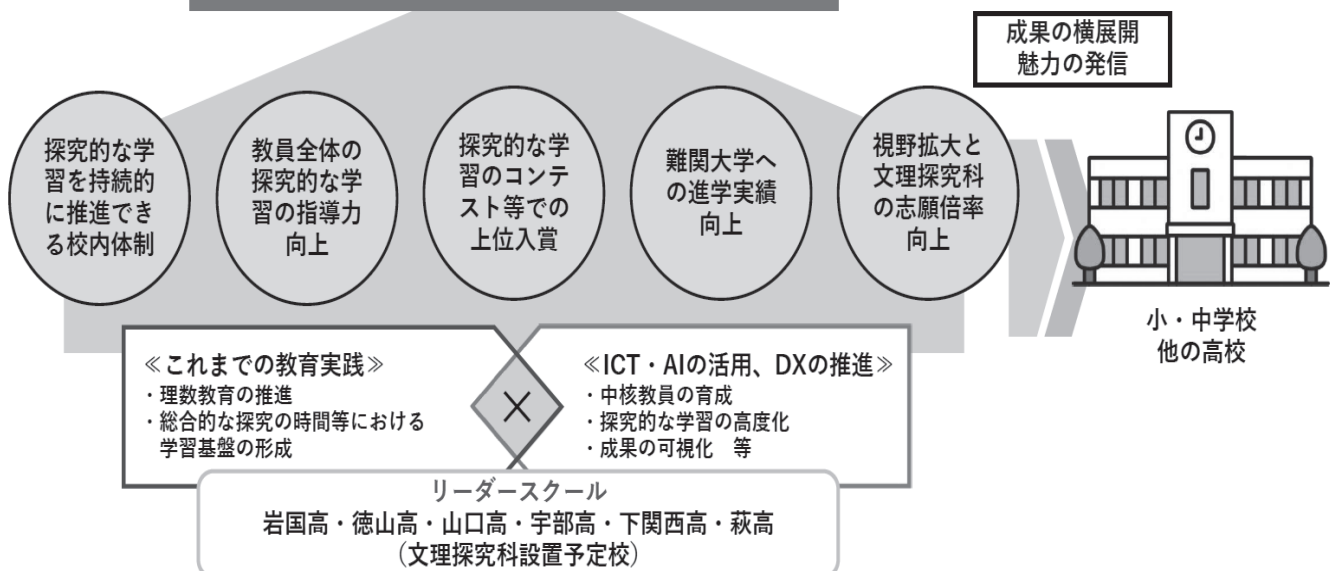 成果の横展開
魅力の発信
探究的な学
習を持続的
に推進でき
る校内体制
教員全体の
探究的な学
習の指導力
向上
探究的な学
習のコンテ
スト等での
上位入賞
難関大学へ
の進学実績
向上
視野拡大と
文理探究科
の志願倍率
向上
小・中学校
他の高校
≪これまでの教育実践≫
・理数教育の推進
・総合的な探究の時間等における
学習基盤の形成
×
≪ICT・AIの活用、DXの推進≫
・中核教員の育成
・探究的な学習の高度化
・成果の可視化　等
リーダースクール
岩国高・徳山高・山口高・宇部高・下関西高・萩高
（文理探究科設置予定校）